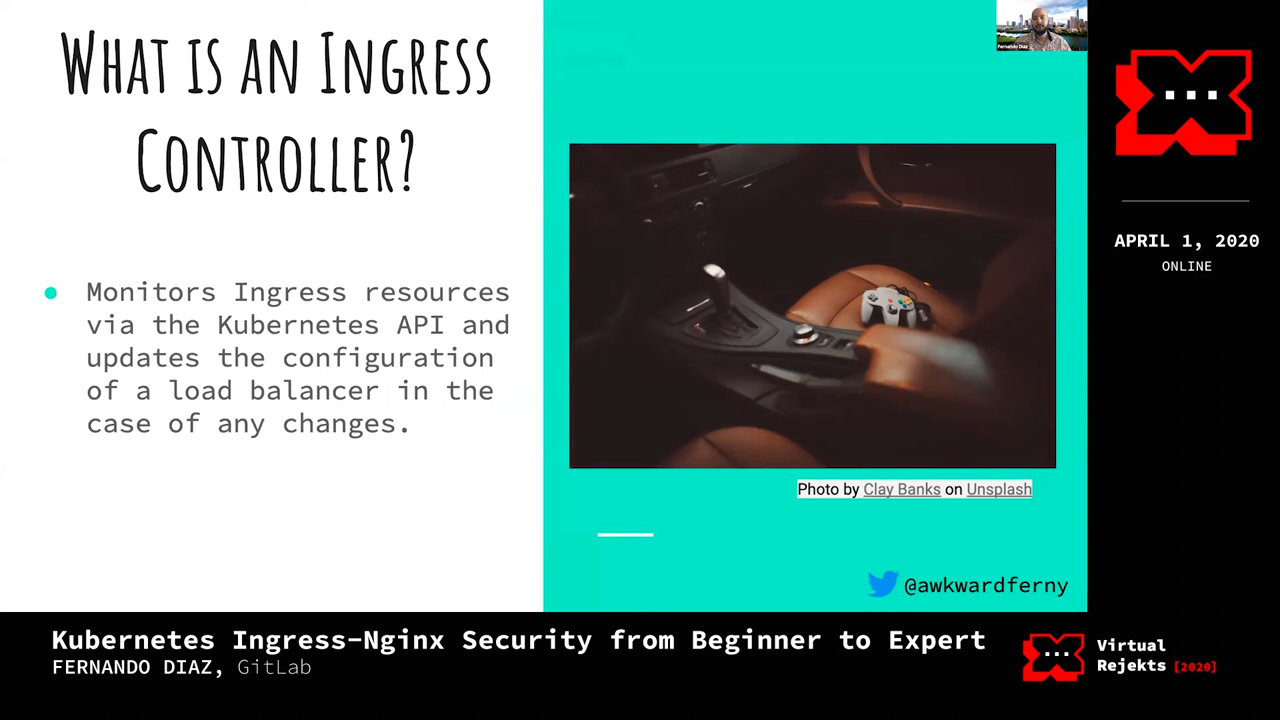 WHAT IS AN INGRESS
CONTROLLER?
● Monitors Ingress resources
via the Kubernetes API and
updates the configuration
of a load balancer in the
case of any changes.
Fernando Diaz
Photo by Clay Banks on Unsplash
@awkwardferny
APRIL 1, 2020
ONLINE
Kubernetes Ingress-Nginx Security from Beginner to Expert
FERNANDO DIAZ, GitLab
Virtual
Rejekts [2020]